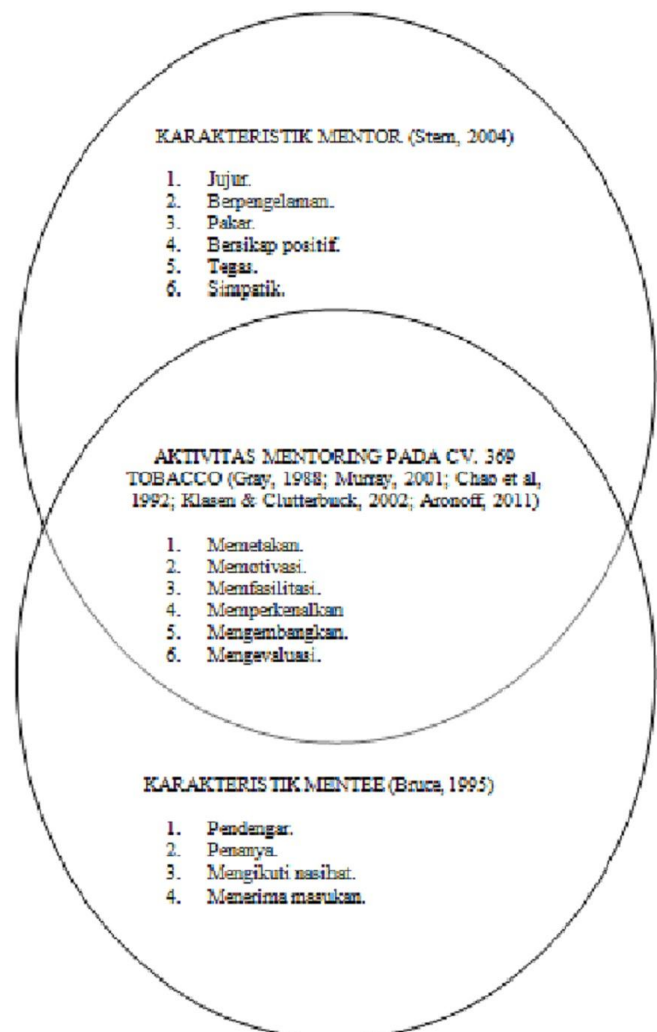 KARAKTERISTIK MENTOR (Stern, 2004)
1. Jujur.
2. Berpengelaman.
3. Pakar.
4. Bersikap positif.
5. Tegas.
6. Simpatik.
AKTIVITAS MENTORING PADA CV. 369
TOBACCO (Gray, 1988; Murray, 2001; Chao et al,
1992; Klasen & Clutterbuck, 2002; Aronoff, 2011)
1. Memetakan.
2. Memotivasi.
3. Memfasilitasi.
4. Memperkenalkan
5. Mengembangkan.
6. Mengevaluasi.
KARAKTERISTIK MENTEE (Bruce, 1995)
1. Pendengar.
2. Penanya.
3. Mengikuti nasihat.
4. Menerima masukan.